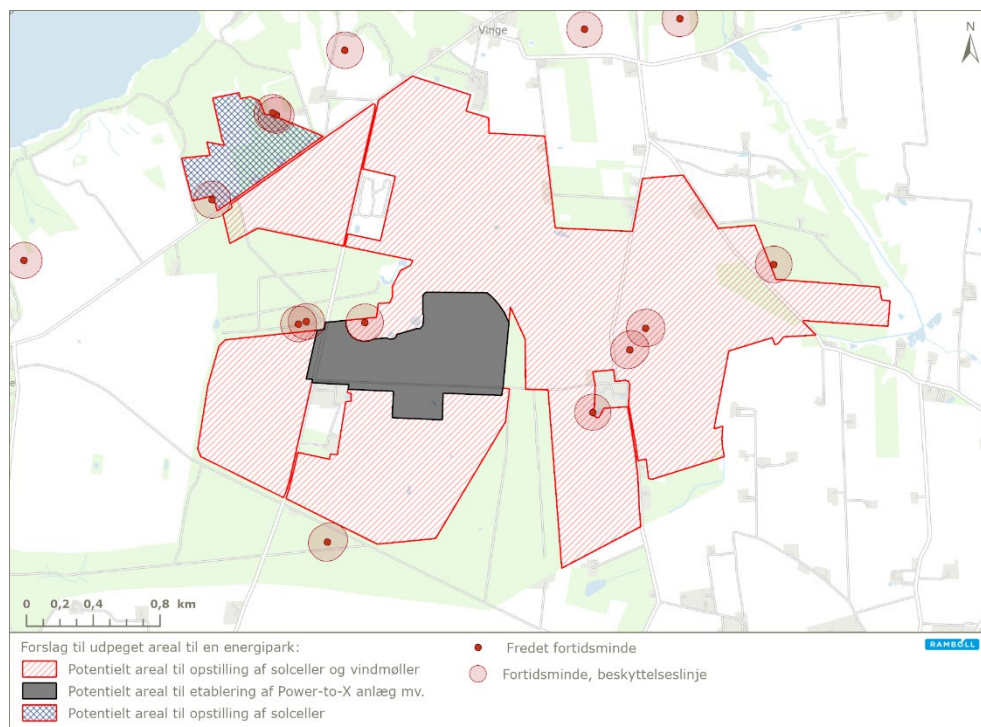 Vinge
N
0 0,2 0,4 0,8 km
Forslag til udpeget areal til en energipark:
Potentielt areal til opstilling af solceller og vindmøller
Potentielt areal til etablering af Power-to-X anlæg mv.
Potentielt areal til opstilling af solceller
Fredet fortidsminde
Fortidsminde, beskyttelseslinje
RAMBOLL